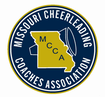 MISSOURI CHEERLEADING
MCCA
COACHES ASSOCIATION